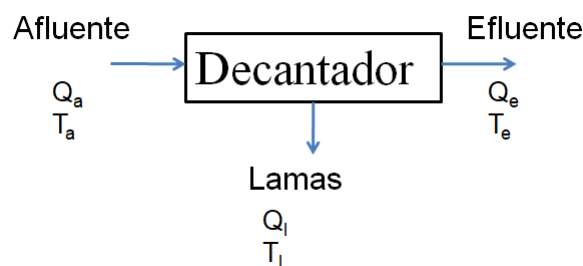 Afluente
Efluente
Decantador
Qₐ
Tₐ
Qₑ
Tₑ
Lamas
Qₗ
Tₗ